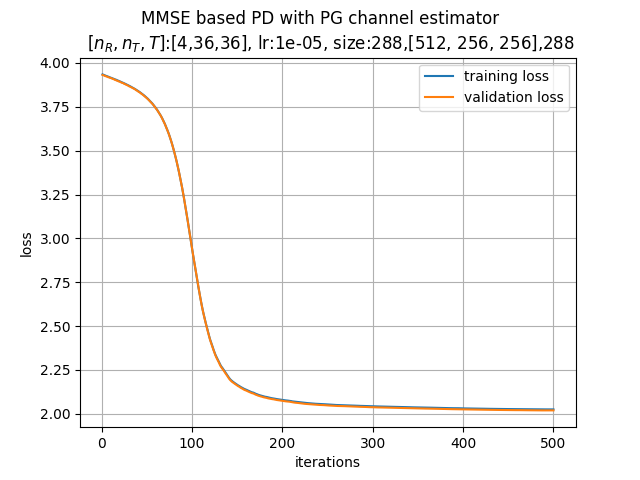 MMSE based PD with PG channel estimator
[n_R, n_T, T]:[4,36,36], lr:1e-05, size:288,[512, 256, 256],288
4.00
3.75
3.50
3.25
3.00
2.75
2.50
2.25
2.00
loss
training loss
validation loss
0
100
200
300
400
500
iterations